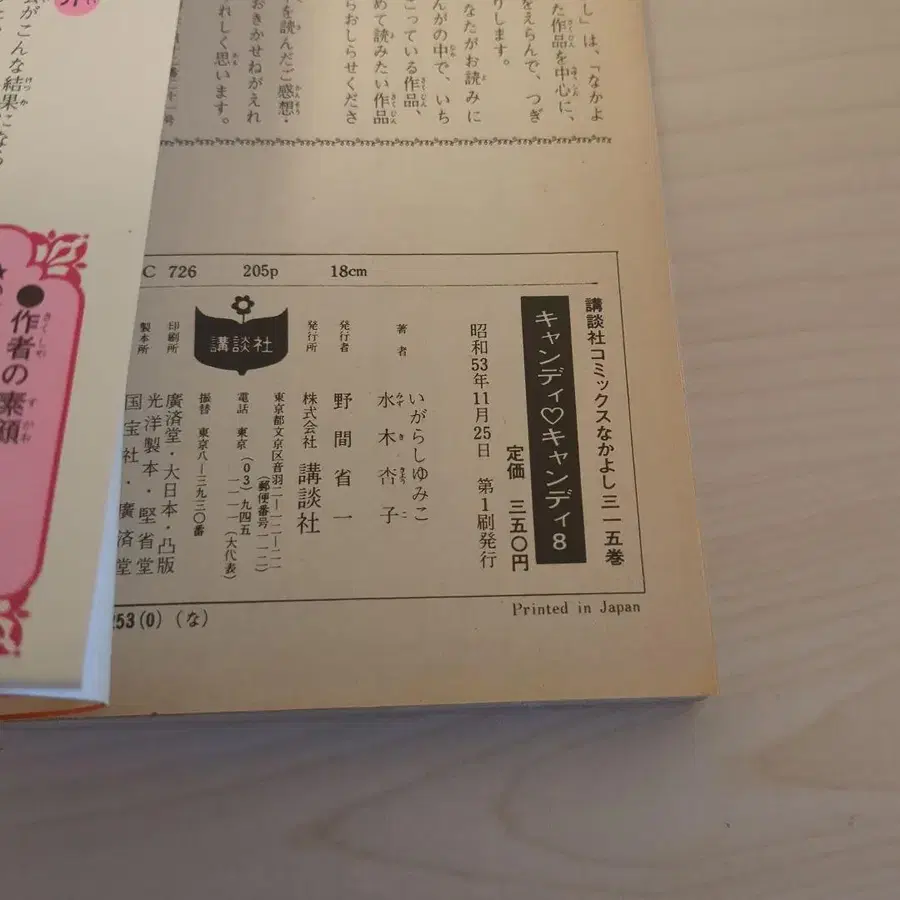 し」は、「なかよ
た作品を中心に、
をえらんで、つぎ
りします。
なたがお読みに
んがの中で、いち
こっている作品、
めて読みたい作品
らおしらせくださ
を読んだご感想・
おきかせねがえれ
れしく思います。
がこんな結果になる
●作者の素顔
C 726 205p 18cm
講談社コミックスなかよし三一五巻
キャンディ♡キャンディ8
定価 三五〇円
昭和53年11月25日 第1刷発行
著者 いがらしゆみこ
水木杏子
発行者 野間省一
発行所 株式会社 講談社
東京都文京区音羽二―一二―二一
(郵便番号一一二)
電話 東京(03)九四五
一一一一(大代表)
振替 東京八―三九三〇番
講談社
印刷所 廣済堂・大日本・凸版
製本所 光洋製本・堅省堂
国宝社・廣済堂
253(0) (な)
Printed in Japan